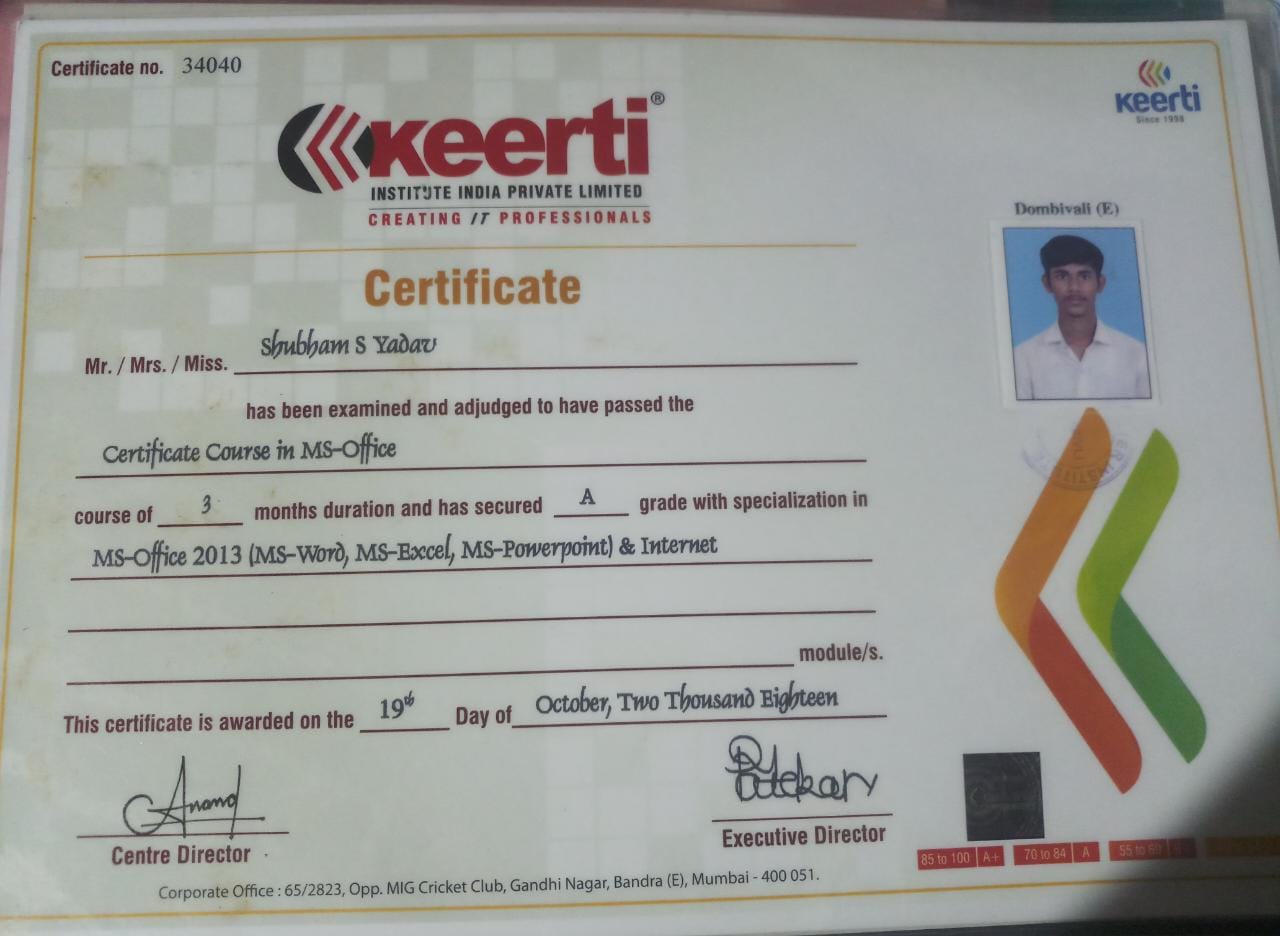 Certificate no. 34040
keerti®
INSTITUTE INDIA PRIVATE LIMITED
CREATING IT PROFESSIONALS
keerti
Since 1998
Dombivali (E)
Certificate
Mr. / Mrs. / Miss. Shubham S Yadav
has been examined and adjudged to have passed the
Certificate Course in MS-Office
course of 3 months duration and has secured A grade with specialization in
MS-Office 2013 (MS-Word, MS-Excel, MS-Powerpoint) & Internet
module/s.
This certificate is awarded on the 19th Day of October, Two Thousand Eighteen
Anand
Centre Director
Executive Director
85 to 100 A+ 70 to 84 A 55 to 69
Corporate Office : 65/2823, Opp. MIG Cricket Club, Gandhi Nagar, Bandra (E), Mumbai - 400 051.